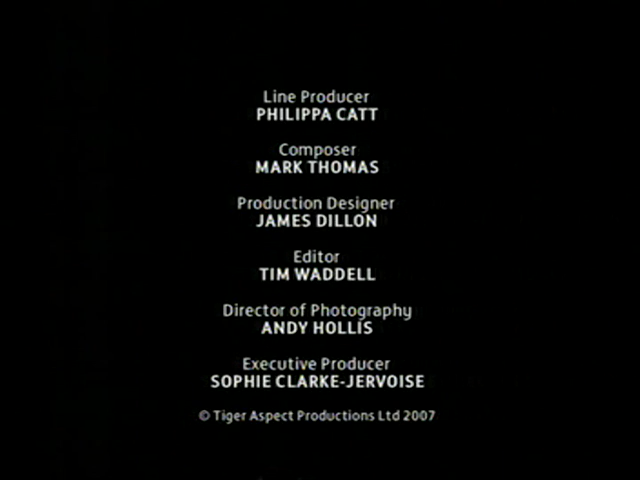 Line Producer
PHILIPPA CATT
Composer
MARK THOMAS
Production Designer
JAMES DILLON
Editor
TIM WADDELL
Director of Photography
ANDY HOLLIS
Executive Producer
SOPHIE CLARKE-JERVOISE
© Tiger Aspect Productions Ltd 2007